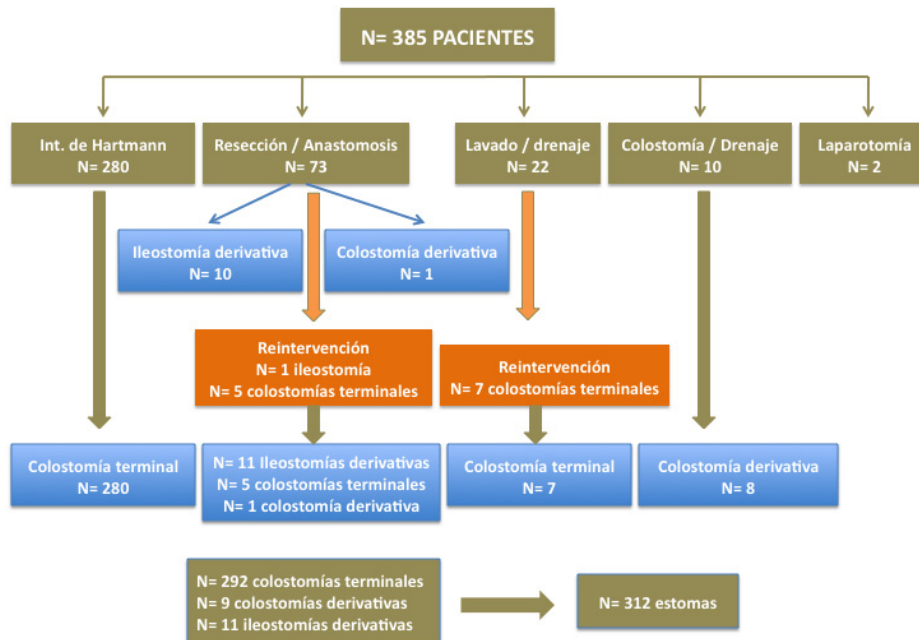 N= 385 PACIENTES
Int. de Hartmann
N= 280
Resección / Anastomosis
N= 73
Lavado / drenaje
N= 22
Colostomía / Drenaje
N= 10
Laparotomía
N= 2
Ileostomía derivativa
N= 10
Colostomía derivativa
N= 1
Reintervención
N= 1 ileostomía
N= 5 colostomías terminales
Reintervención
N= 7 colostomías terminales
Colostomía terminal
N= 280
N= 11 Ileostomías derivativas
N= 5 colostomías terminales
N= 1 colostomía derivativa
Colostomía terminal
N= 7
Colostomía derivativa
N= 8
N= 292 colostomías terminales
N= 9 colostomías derivativas
N= 11 ileostomías derivativas
N= 312 estomas